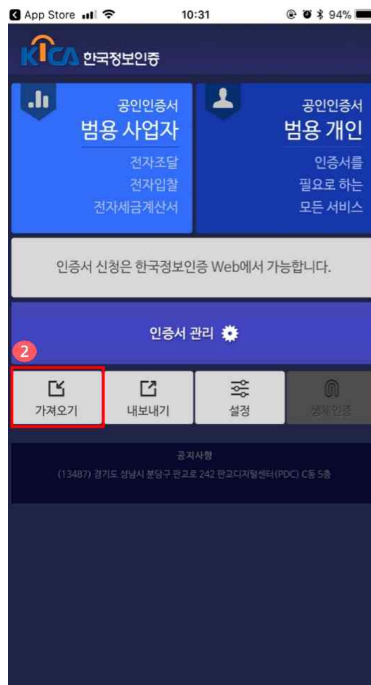 App Store
10:31
94%
KICA 한국정보인증
공인인증서
범용 사업자
전자조달
전자입찰
전자세금계산서
공인인증서
범용 개인
인증서를
필요로 하는
모든 서비스
인증서 신청은 한국정보인증 Web에서 가능합니다.
인증서 관리
2
가져오기
내보내기
설정
생체인증
공지사항
(13487) 경기도 성남시 분당구 판교로 242 판교디지털센터(PDC) C동 5층